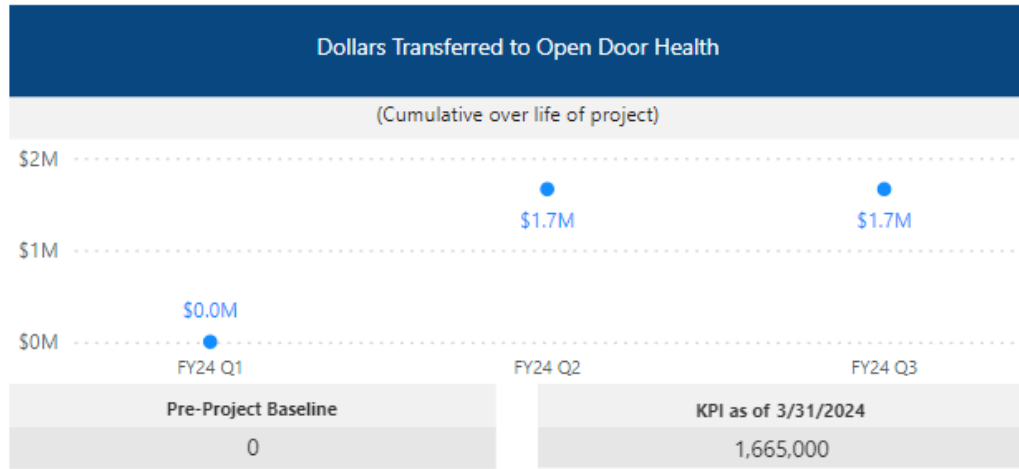 Dollars Transferred to Open Door Health
(Cumulative over life of project)
$2M
$1.7M
$1.7M
$1M
$0.0M
$0M
FY24 Q1 FY24 Q2 FY24 Q3
Pre-Project Baseline
0
KPI as of 3/31/2024
1,665,000